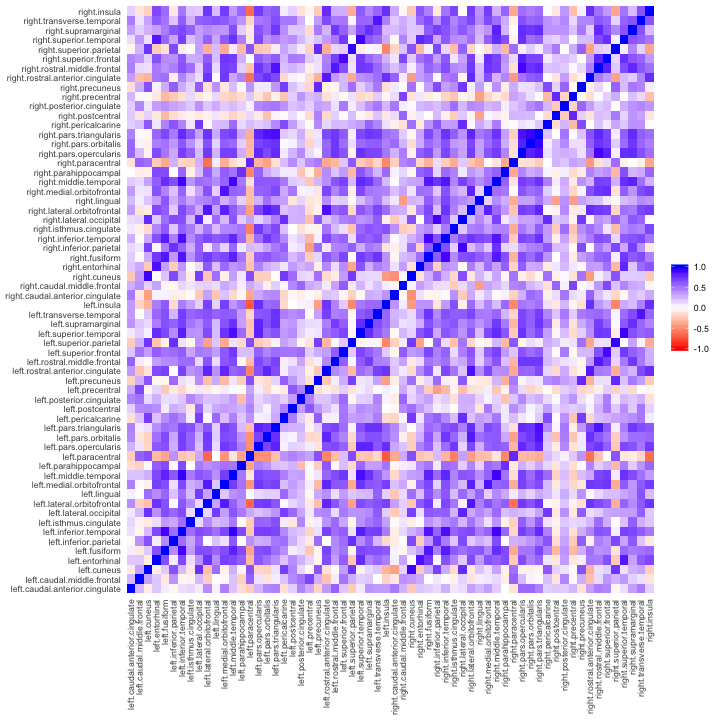 right.insula
right.transverse.temporal
right.supramarginal
right.superior.temporal
right.superior.parietal
right.superior.frontal
right.rostral.middle.frontal
right.rostral.anterior.cingulate
right.precuneus
right.precentral
right.posterior.cingulate
right.postcentral
right.pericalcarine
right.pars.triangularis
right.pars.orbitalis
right.pars.opercularis
right.paracentral
right.parahippocampal
right.middle.temporal
right.medial.orbitofrontal
right.lingual
right.lateral.orbitofrontal
right.lateral.occipital
right.isthmus.cingulate
right.inferior.temporal
right.inferior.parietal
right.fusiform
right.entorhinal
right.cuneus
right.caudal.middle.frontal
right.caudal.anterior.cingulate
left.insula
left.transverse.temporal
left.supramarginal
left.superior.temporal
left.superior.parietal
left.superior.frontal
left.rostral.middle.frontal
left.rostral.anterior.cingulate
left.precuneus
left.precentral
left.posterior.cingulate
left.postcentral
left.pericalcarine
left.pars.triangularis
left.pars.orbitalis
left.pars.opercularis
left.paracentral
left.parahippocampal
left.middle.temporal
left.medial.orbitofrontal
left.lingual
left.lateral.orbitofrontal
left.lateral.occipital
left.isthmus.cingulate
left.inferior.temporal
left.inferior.parietal
left.fusiform
left.entorhinal
left.cuneus
left.caudal.middle.frontal
left.caudal.anterior.cingulate
1.0
0.5
0.0
-0.5
-1.0
left.caudal.anterior.cingulate
left.caudal.middle.frontal
left.cuneus
left.entorhinal
left.fusiform
left.inferior.parietal
left.inferior.temporal
left.isthmus.cingulate
left.lateral.occipital
left.lateral.orbitofrontal
left.lingual
left.medial.orbitofrontal
left.middle.temporal
left.parahippocampal
left.paracentral
left.pars.opercularis
left.pars.orbitalis
left.pars.triangularis
left.pericalcarine
left.postcentral
left.posterior.cingulate
left.precentral
left.precuneus
left.rostral.anterior.cingulate
left.rostral.middle.frontal
left.superior.frontal
left.superior.parietal
left.superior.temporal
left.supramarginal
left.transverse.temporal
left.insula
right.caudal.anterior.cingulate
right.caudal.middle.frontal
right.cuneus
right.entorhinal
right.fusiform
right.inferior.parietal
right.inferior.temporal
right.isthmus.cingulate
right.lateral.occipital
right.lateral.orbitofrontal
right.lingual
right.medial.orbitofrontal
right.middle.temporal
right.parahippocampal
right.paracentral
right.pars.opercularis
right.pars.orbitalis
right.pars.triangularis
right.pericalcarine
right.postcentral
right.posterior.cingulate
right.precentral
right.precuneus
right.rostral.anterior.cingulate
right.rostral.middle.frontal
right.superior.frontal
right.superior.parietal
right.superior.temporal
right.supramarginal
right.transverse.temporal
right.insula